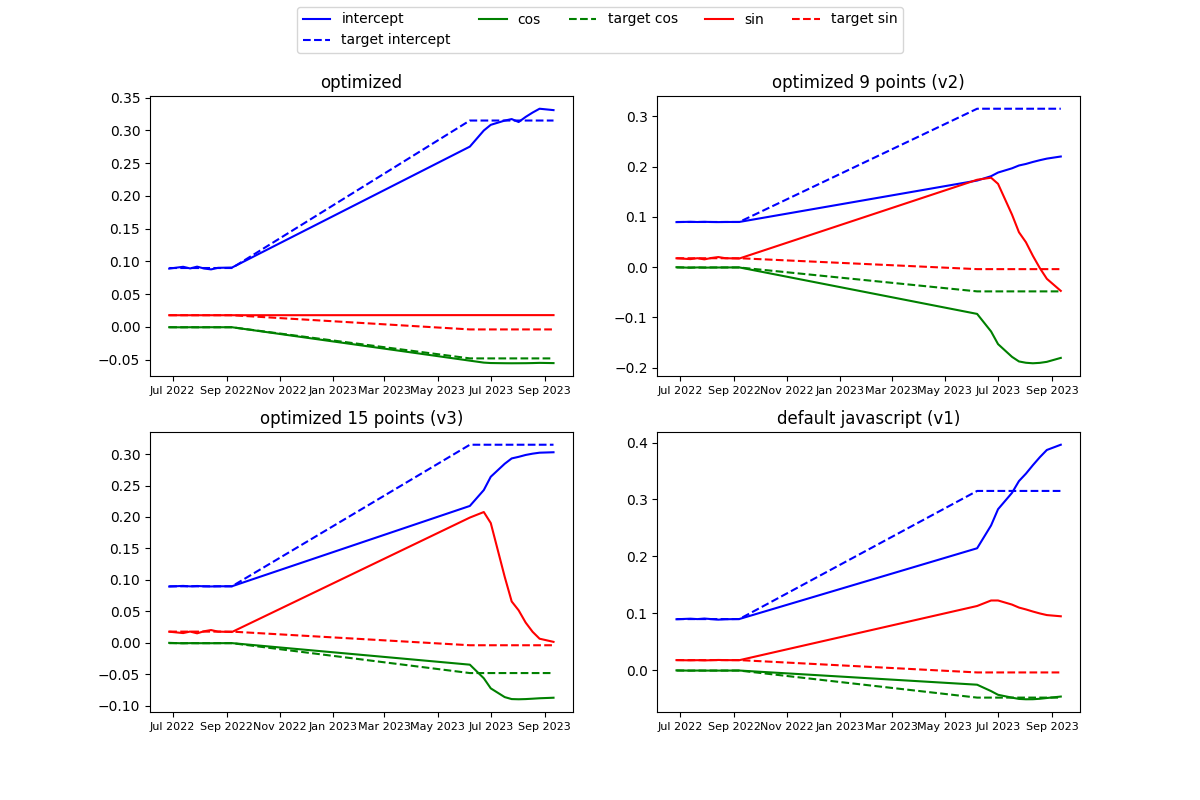 intercept cos target cos sin target sin
target intercept
optimized
0.35
0.30
0.25
0.20
0.15
0.10
0.05
0.00
−0.05
Jul 2022 Sep 2022 Nov 2022 Jan 2023 Mar 2023 May 2023 Jul 2023 Sep 2023
optimized 9 points (v2)
0.3
0.2
0.1
0.0
−0.1
−0.2
Jul 2022 Sep 2022 Nov 2022 Jan 2023 Mar 2023 May 2023 Jul 2023 Sep 2023
optimized 15 points (v3)
0.30
0.25
0.20
0.15
0.10
0.05
0.00
−0.05
−0.10
Jul 2022 Sep 2022 Nov 2022 Jan 2023 Mar 2023 May 2023 Jul 2023 Sep 2023
default javascript (v1)
0.4
0.3
0.2
0.1
0.0
Jul 2022 Sep 2022 Nov 2022 Jan 2023 Mar 2023 May 2023 Jul 2023 Sep 2023